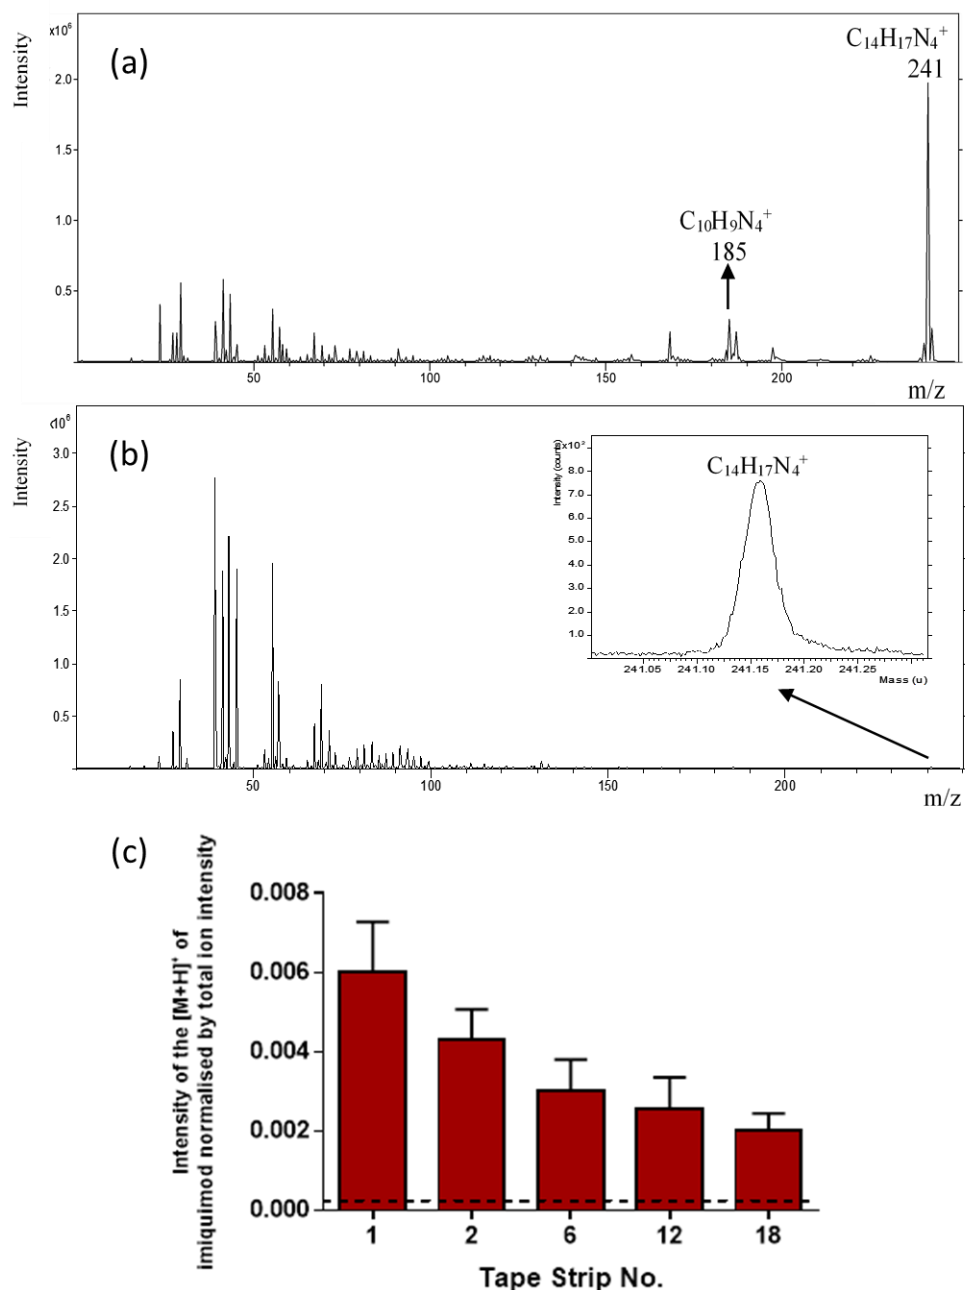 C₁₄H₁₇N₄⁺
241
x10⁶
Intensity
(a)
2.0
1.5
1.0
0.5
C₁₀H₉N₄⁺
185
50
100
150
200
m/z
x10⁶
Intensity
(b)
3.0
2.5
2.0
1.5
1.0
0.5
C₁₄H₁₇N₄⁺
Intensity (counts)
8.0
7.0
6.0
5.0
4.0
3.0
2.0
1.0
241.05
241.10
241.15
241.20
241.25
Mass (u)
50
100
150
200
m/z
(c)
Intensity of the [M+H]⁺ of
imiquimod normalised by total ion intensity
0.008
0.006
0.004
0.002
0.000
1
2
6
12
18
Tape Strip No.